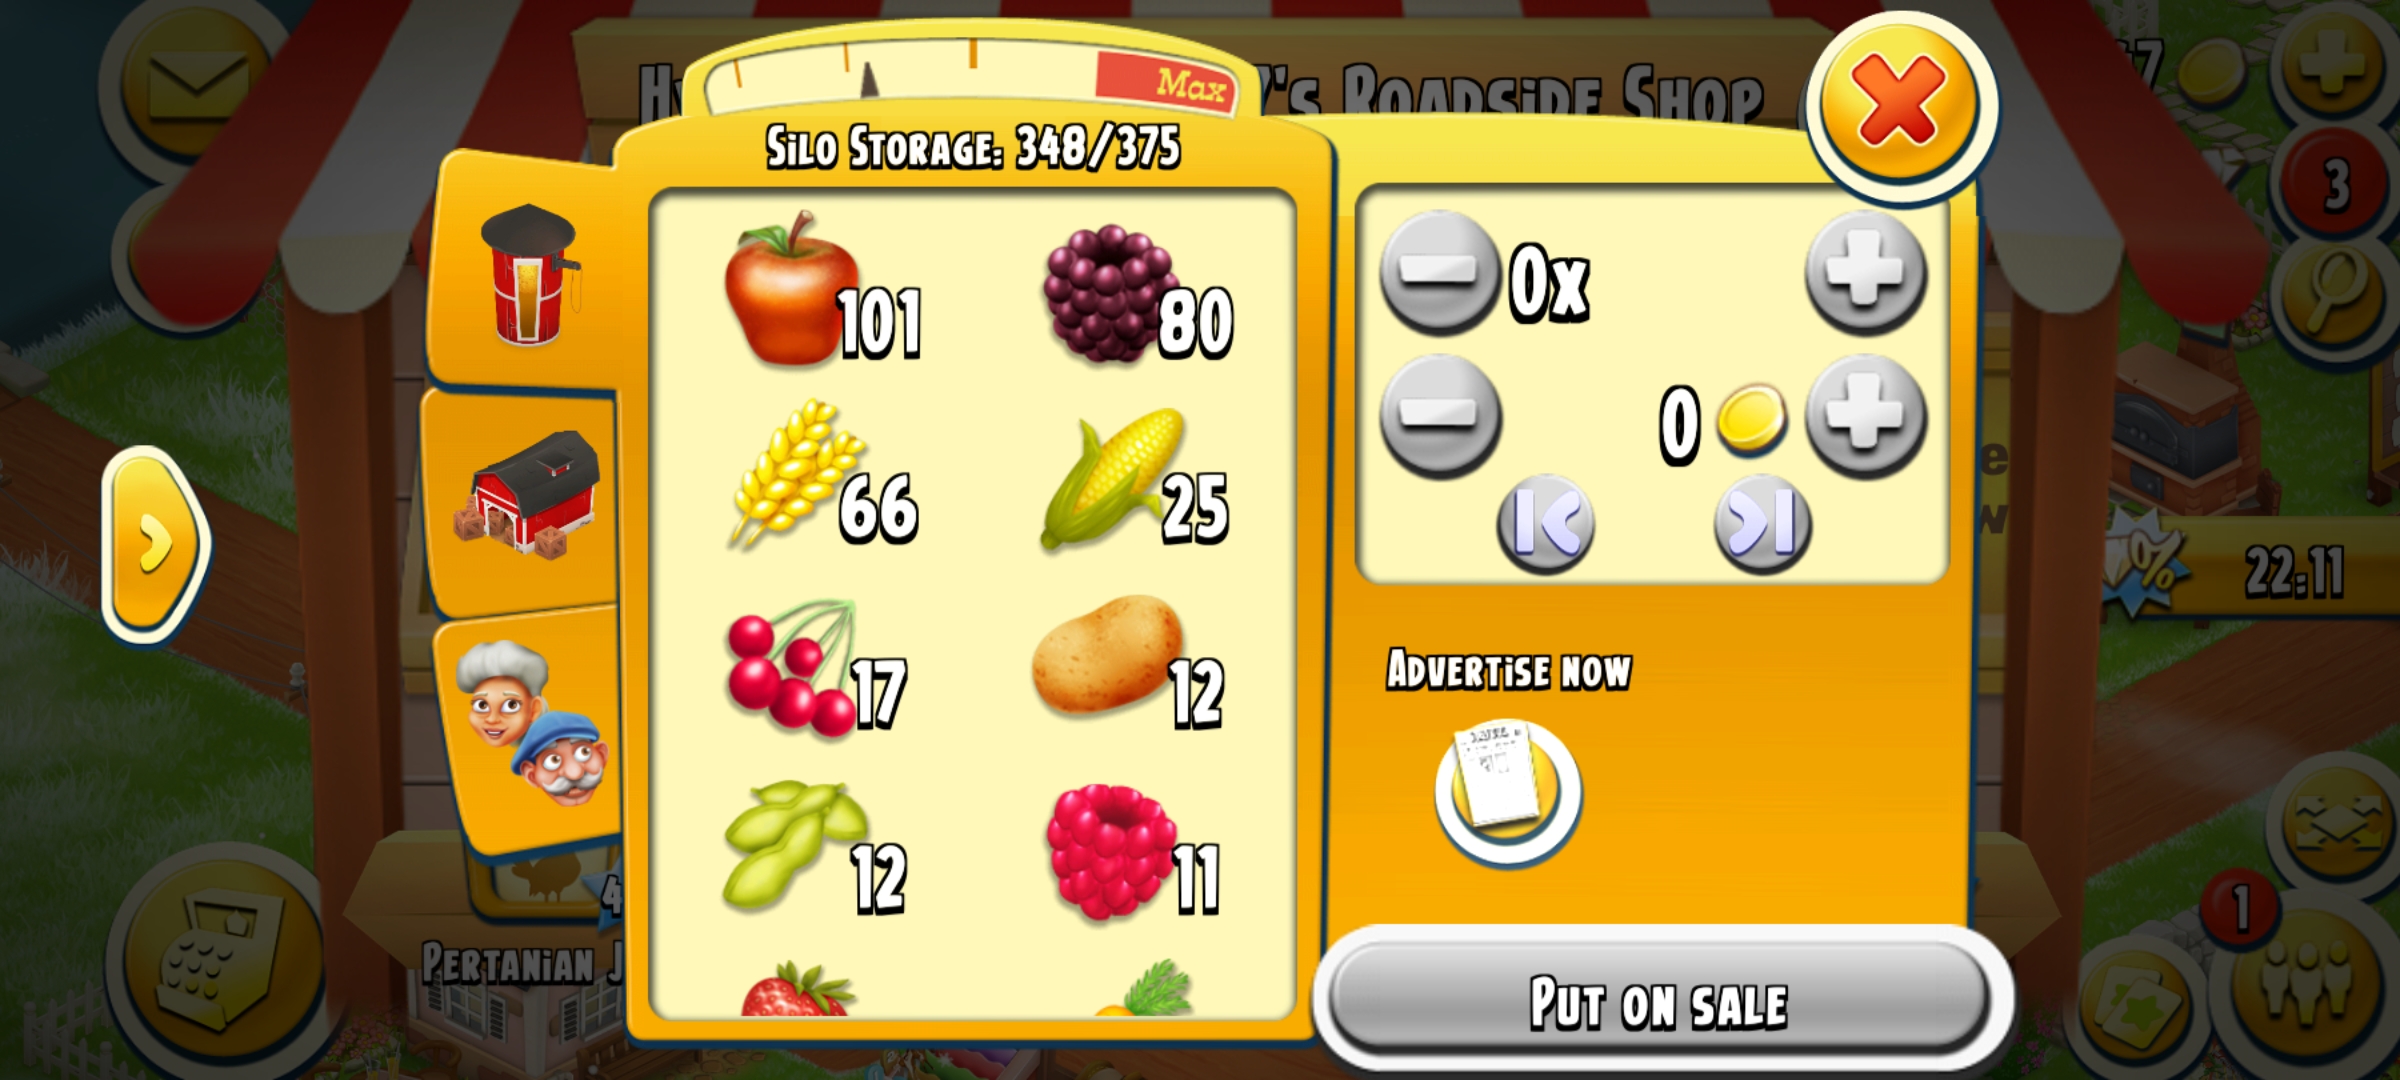 Max
'S ROADSIDE SHOP
SILO STORAGE: 348/375
3
101
80
0x
66
25
0
22:11
17
12
ADVERTISE NOW
12
11
1
PERTANIAN
PUT ON SALE